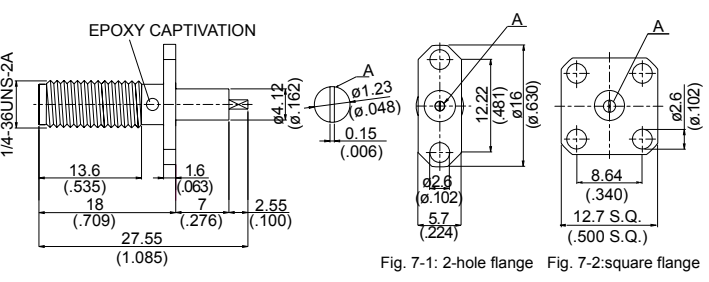 EPOXY CAPTIVATION
1/4-36UNS-2A
13.6
(.535)
1.6
(.063)
18
(.709)
7
(.276)
2.55
(.100)
27.55
(1.085)
ø4.12
(ø.162)
A
ø1.23
(ø.048)
0.15
(.006)
A
12.22
(.481)
ø16
(ø.630)
ø2.6
(ø.102)
5.7
(.224)
Fig. 7-1: 2-hole flange
A
ø2.6
(ø.102)
8.64
(.340)
12.7 S.Q.
(.500 S.Q.)
Fig. 7-2:square flange